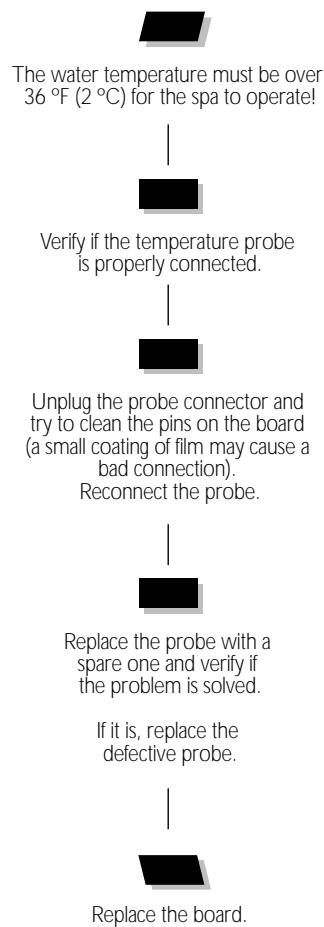 The water temperature must be over
36 ºF (2 ºC) for the spa to operate!
Verify if the temperature probe
is properly connected.
Unplug the probe connector and
try to clean the pins on the board
(a small coating of film may cause a
bad connection).
Reconnect the probe.
Replace the probe with a
spare one and verify if
the problem is solved.
If it is, replace the
defective probe.
Replace the board.